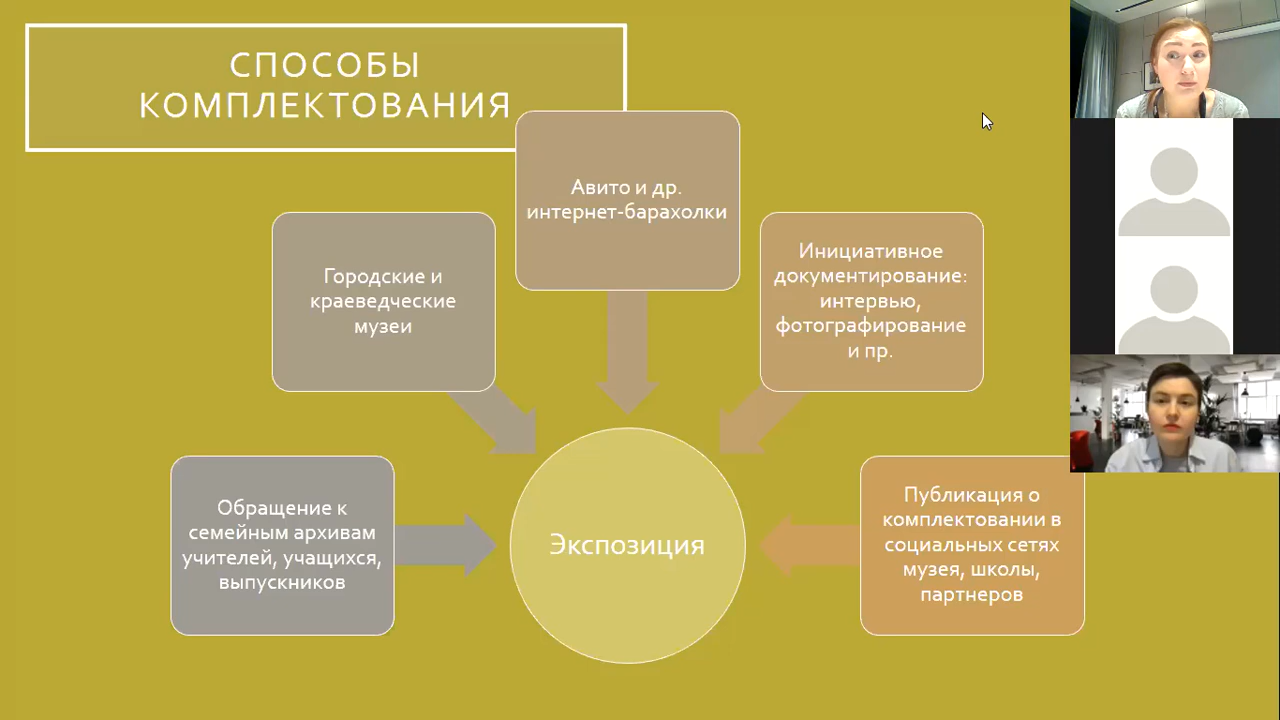 СПОСОБЫ
КОМПЛЕКТОВАНИЯ
Авито и др.
интернет-барахолки
Городские и
краеведческие
музеи
Инициативное
документирование:
интервью,
фотографирование
и пр.
Обращение к
семейным архивам
учителей, учащихся,
выпускников
Экспозиция
Публикация о
комплектовании в
социальных сетях
музея, школы,
партнеров